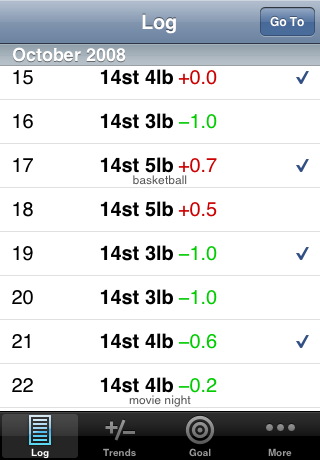 Log
Go To
October 2008
15 14st 4lb +0.0 ✓
16 14st 3lb −1.0
17 14st 5lb +0.7 ✓
basketball
18 14st 5lb +0.5
19 14st 3lb −1.0 ✓
20 14st 3lb −1.0
21 14st 4lb −0.6 ✓
22 14st 4lb −0.2
movie night
+/−
Log Trends Goal More